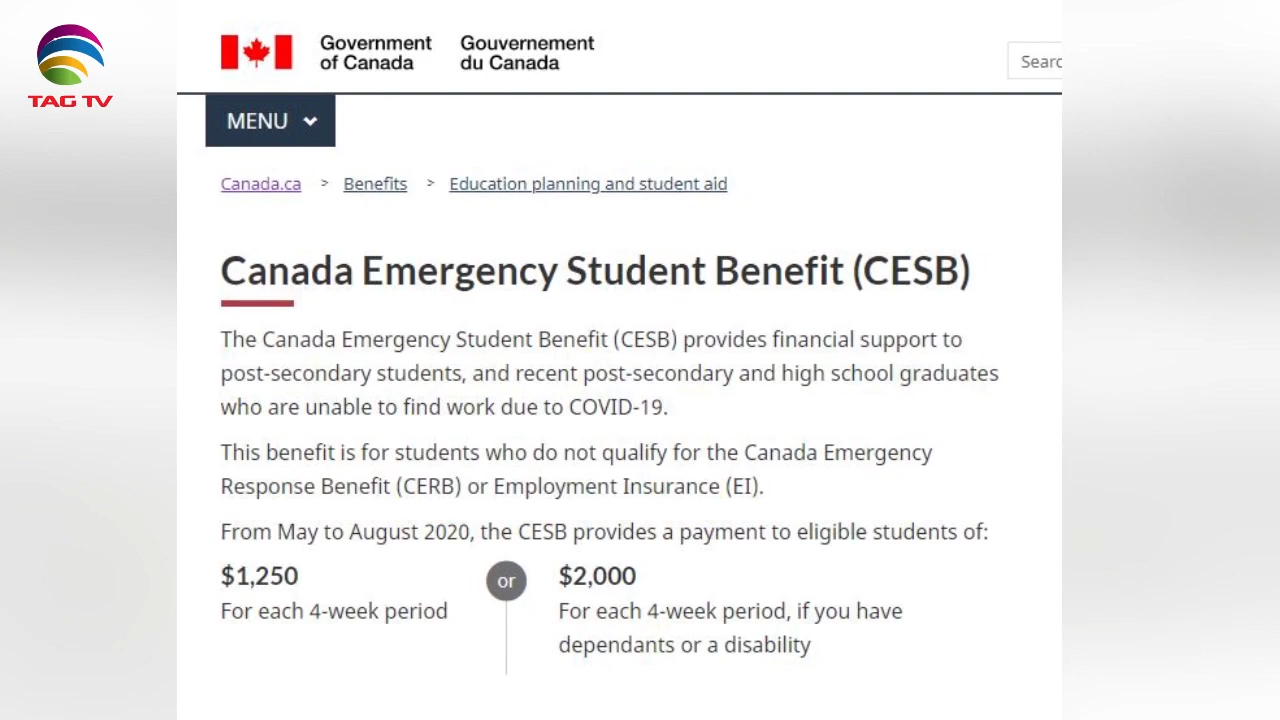 TAG TV
Government Gouvernement
of Canada du Canada
Searc
MENU
Canada.ca > Benefits > Education planning and student aid
Canada Emergency Student Benefit (CESB)
The Canada Emergency Student Benefit (CESB) provides financial support to
post-secondary students, and recent post-secondary and high school graduates
who are unable to find work due to COVID-19.
This benefit is for students who do not qualify for the Canada Emergency
Response Benefit (CERB) or Employment Insurance (EI).
From May to August 2020, the CESB provides a payment to eligible students of:
$1,250 or $2,000
For each 4-week period For each 4-week period, if you have
dependants or a disability